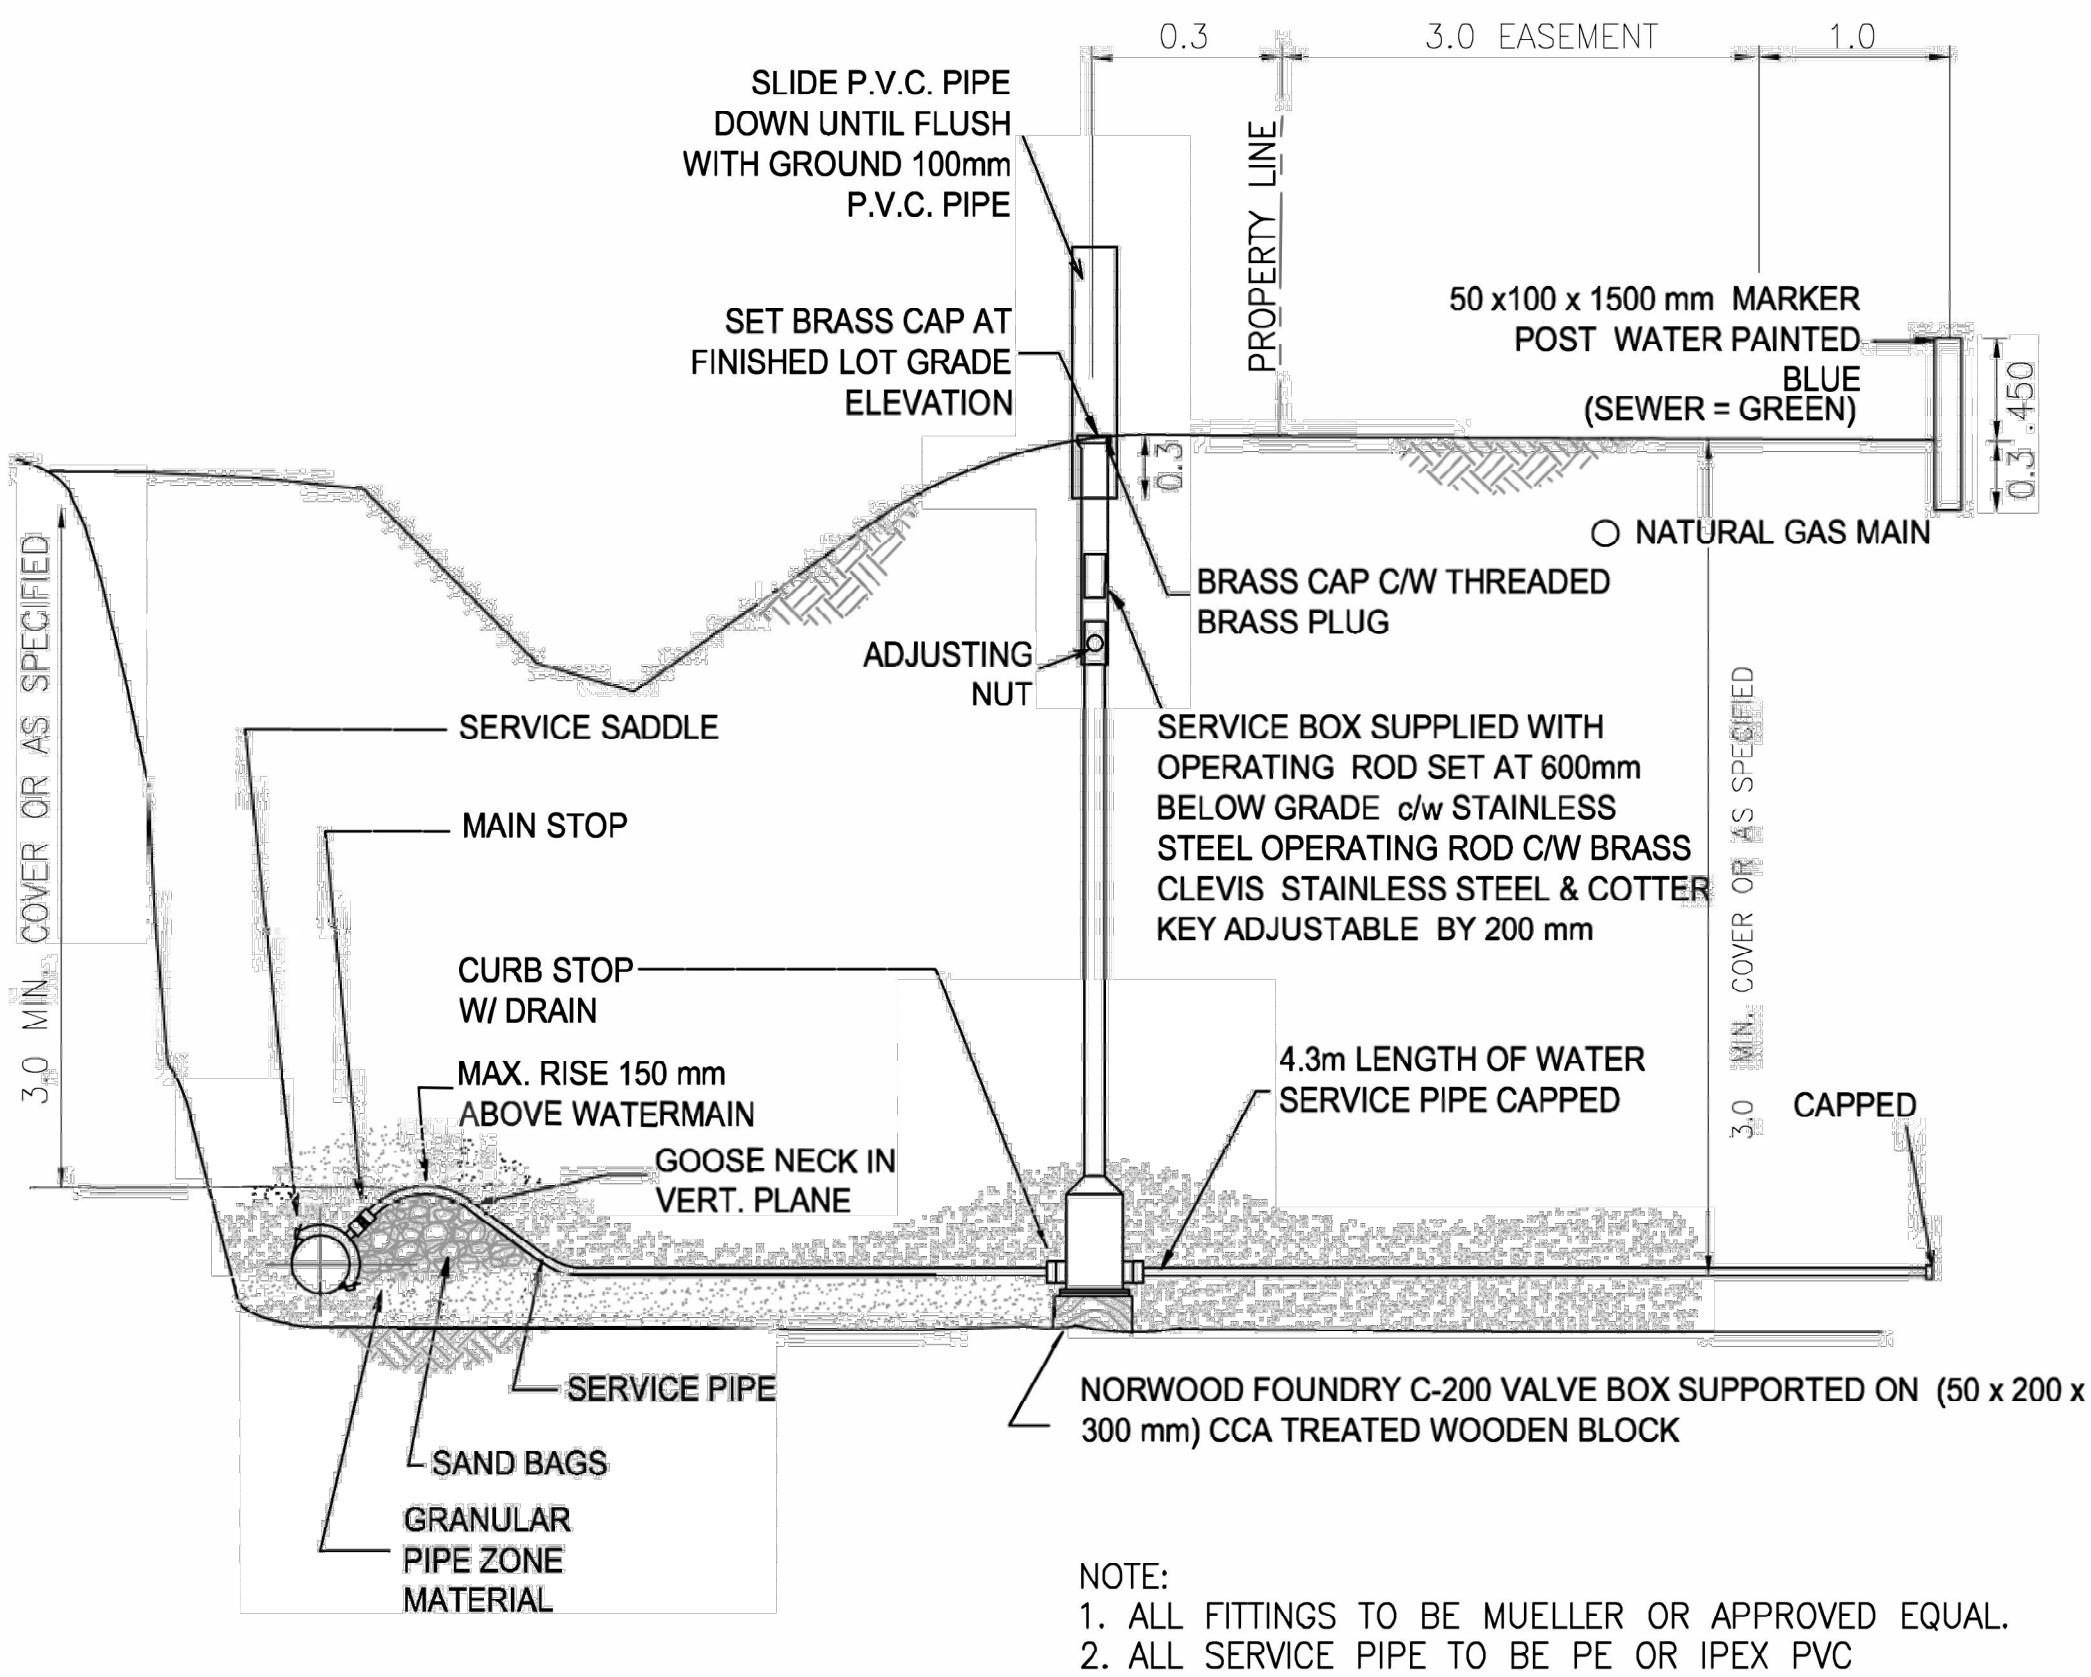 0.3
3.0 EASEMENT
1.0
SLIDE P.V.C. PIPE
DOWN UNTIL FLUSH
WITH GROUND 100mm
P.V.C. PIPE
PROPERTY LINE
SET BRASS CAP AT
FINISHED LOT GRADE
ELEVATION
50 x100 x 1500 mm MARKER
POST WATER PAINTED
BLUE
(SEWER = GREEN)
.450
0.3
0.3
NATURAL GAS MAIN
BRASS CAP C/W THREADED
BRASS PLUG
ADJUSTING
NUT
3.0 MIN. COVER OR AS SPECIFIED
SERVICE SADDLE
MAIN STOP
SERVICE BOX SUPPLIED WITH
OPERATING ROD SET AT 600mm
BELOW GRADE c/w STAINLESS
STEEL OPERATING ROD C/W BRASS
CLEVIS STAINLESS STEEL & COTTER
KEY ADJUSTABLE BY 200 mm
3.0 MIN. COVER OR AS SPECIFIED
CURB STOP
W/ DRAIN
MAX. RISE 150 mm
ABOVE WATERMAIN
GOOSE NECK IN
VERT. PLANE
4.3m LENGTH OF WATER
SERVICE PIPE CAPPED
CAPPED
SERVICE PIPE
SAND BAGS
GRANULAR
PIPE ZONE
MATERIAL
NORWOOD FOUNDRY C-200 VALVE BOX SUPPORTED ON (50 x 200 x
300 mm) CCA TREATED WOODEN BLOCK
NOTE:
1. ALL FITTINGS TO BE MUELLER OR APPROVED EQUAL.
2. ALL SERVICE PIPE TO BE PE OR IPEX PVC